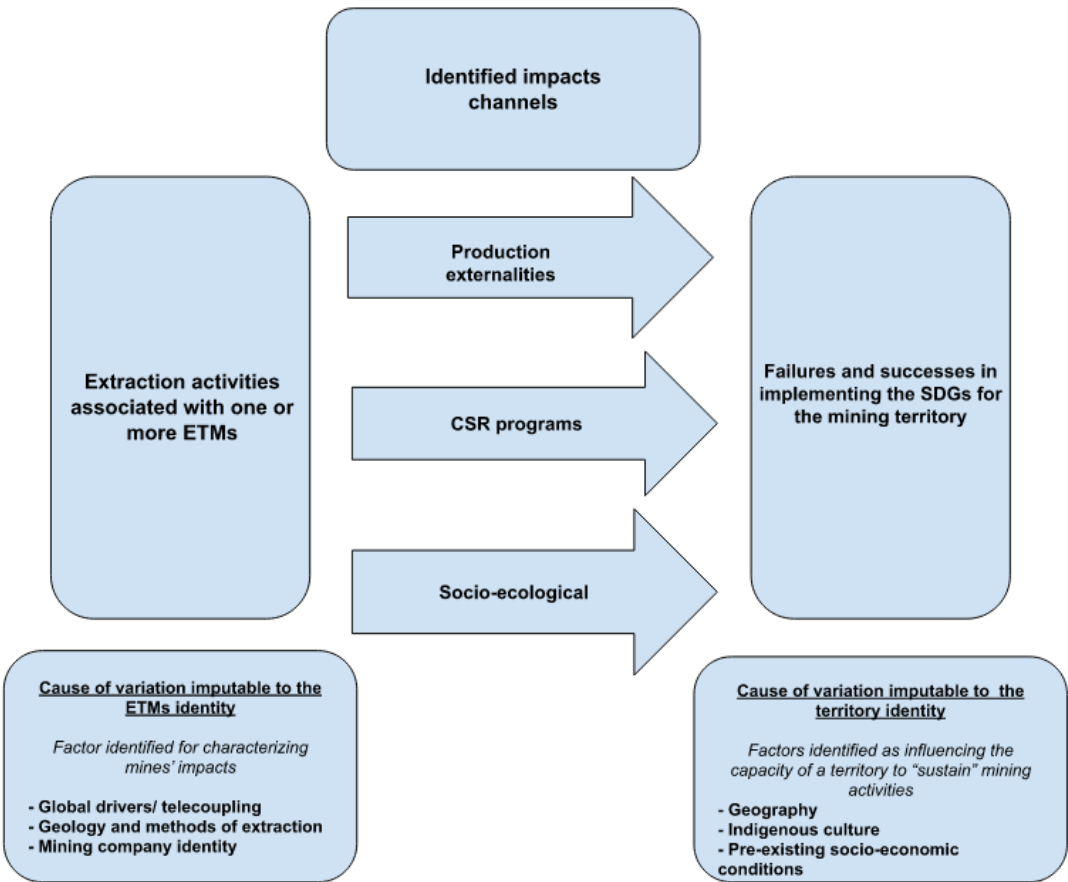 Identified impacts
channels
Production
externalities
Extraction activities
associated with one or
more ETMs
CSR programs
Failures and successes in
implementing the SDGs for
the mining territory
Socio-ecological
Cause of variation imputable to the
ETMs identity
Factor identified for characterizing
mines' impacts
- Global drivers/ telecoupling
- Geology and methods of extraction
- Mining company identity
Cause of variation imputable to  the
territory identity
Factors identified as influencing the
capacity of a territory to “sustain” mining
activities
- Geography
- Indigenous culture
- Pre-existing socio-economic
conditions